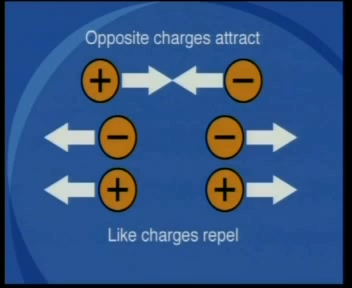 Opposite charges attract
+ −
− −
+ +
Like charges repel